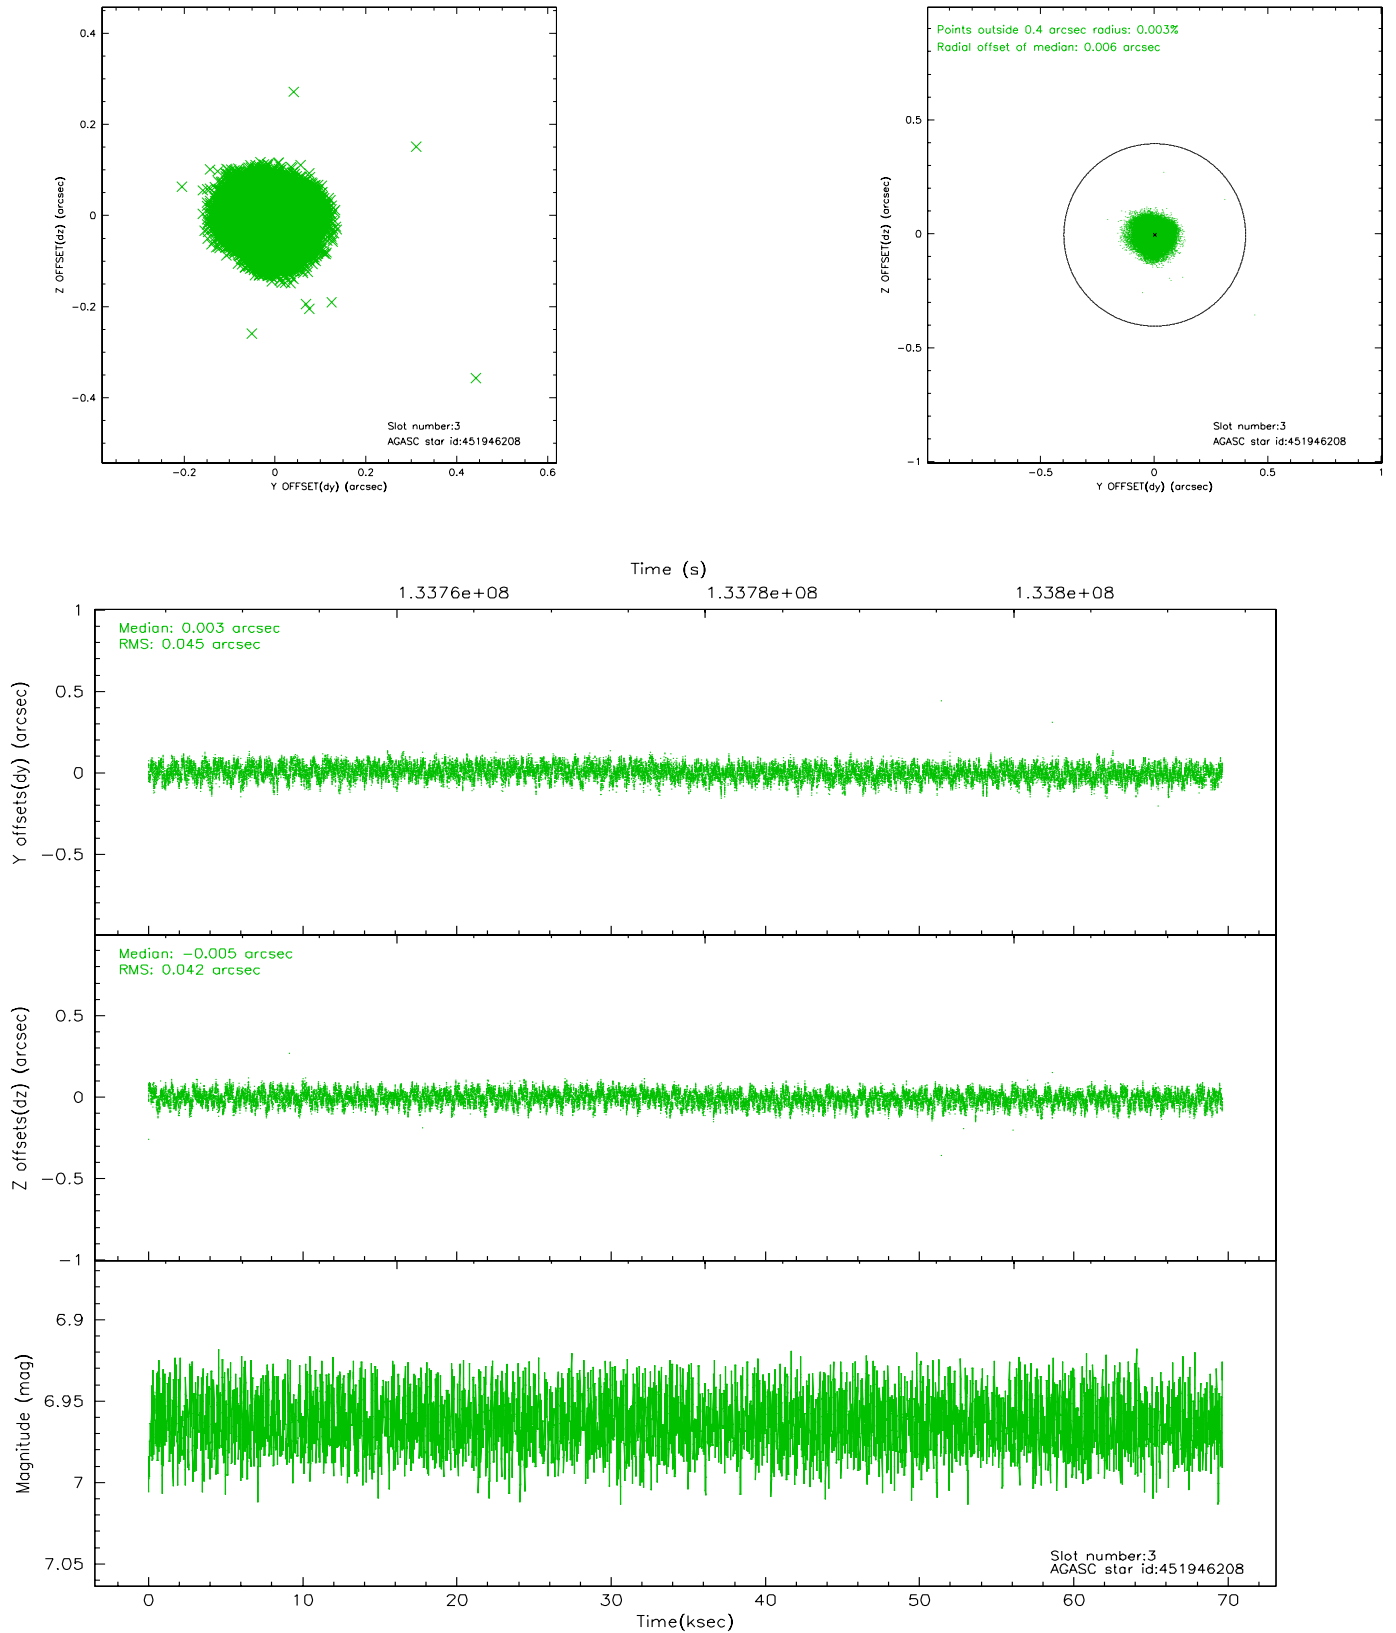 0.4
0.2
0
−0.2
−0.4
Z OFFSET(dz) (arcsec)
Slot number:3
AGASC star id:451946208
−0.2 0 0.2 0.4 0.6
Y OFFSET(dy) (arcsec)
Points outside 0.4 arcsec radius: 0.003%
Radial offset of median: 0.006 arcsec
0.5
0
−0.5
−1
Z OFFSET(dz) (arcsec)
Slot number:3
AGASC star id:451946208
−0.5 0 0.5 1
Y OFFSET(dy) (arcsec)
Time (s)
1.3376e+08 1.3378e+08 1.338e+08
Median: 0.003 arcsec
RMS: 0.045 arcsec
1
0.5
0
−0.5
Y offsets(dy) (arcsec)
Median: −0.005 arcsec
RMS: 0.042 arcsec
0.5
0
−0.5
−1
Z offsets(dz) (arcsec)
6.9
6.95
7
7.05
Magnitude (mag)
Slot number:3
AGASC star id:451946208
0 10 20 30 40 50 60 70
Time(ksec)